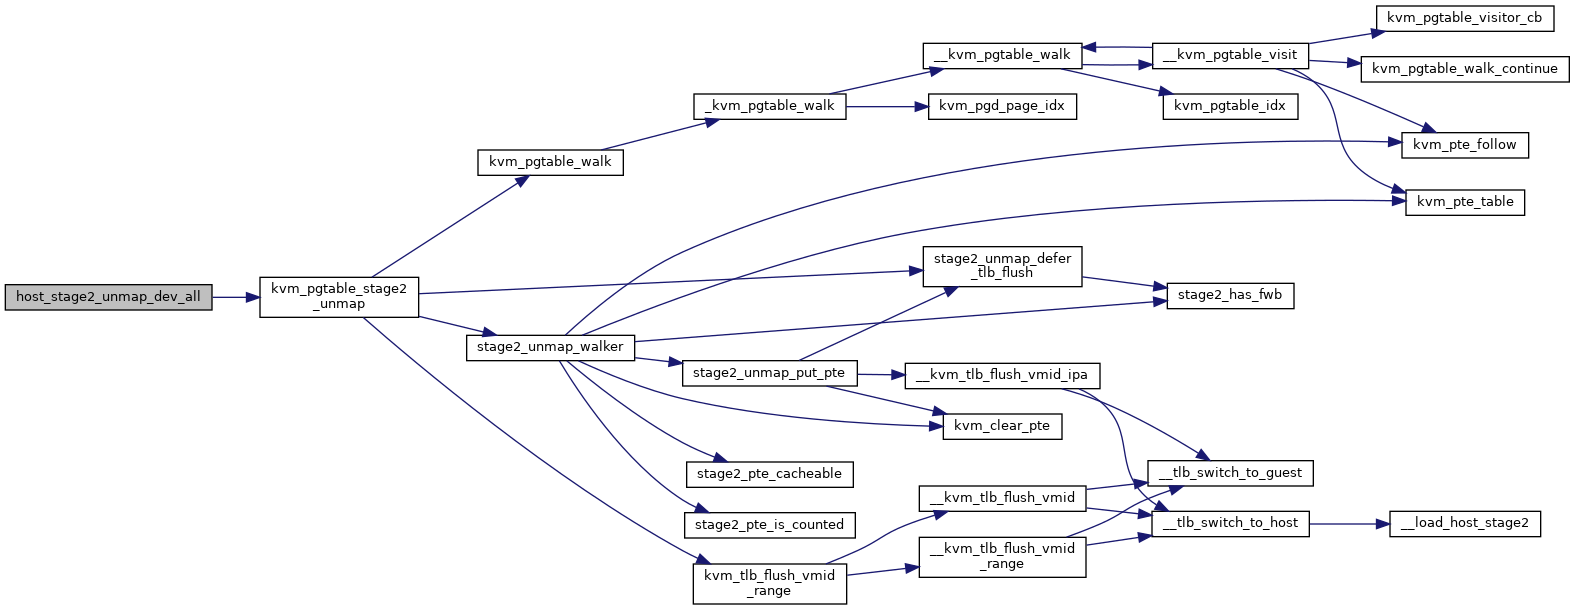 kvm_pgtable_visitor_cb
__kvm_pgtable_walk
__kvm_pgtable_visit
kvm_pgtable_walk_continue
_kvm_pgtable_walk
kvm_pgd_page_idx
kvm_pgtable_idx
kvm_pte_follow
kvm_pgtable_walk
kvm_pte_table
stage2_unmap_defer
_tlb_flush
stage2_has_fwb
host_stage2_unmap_dev_all
kvm_pgtable_stage2
_unmap
stage2_unmap_walker
stage2_unmap_put_pte
__kvm_tlb_flush_vmid_ipa
kvm_clear_pte
stage2_pte_cacheable
__tlb_switch_to_guest
__kvm_tlb_flush_vmid
stage2_pte_is_counted
__tlb_switch_to_host
__load_host_stage2
__kvm_tlb_flush_vmid
_range
kvm_tlb_flush_vmid
_range